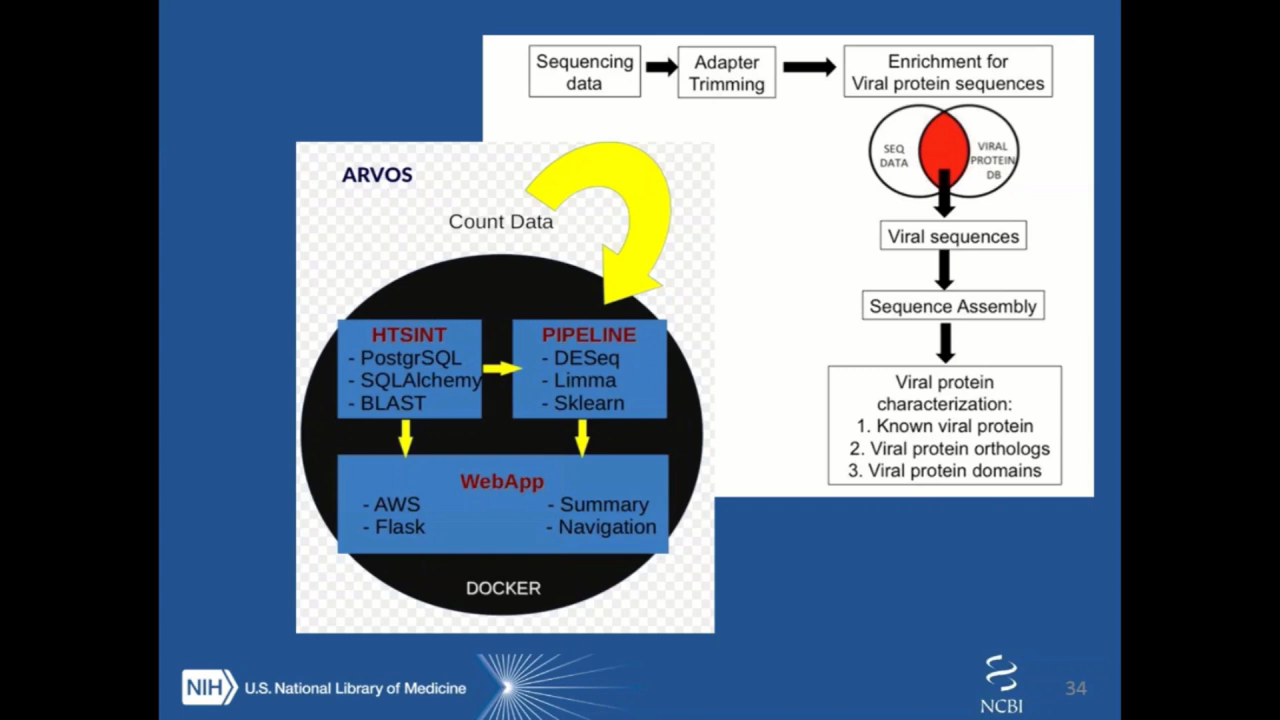 Sequencing
data
Adapter
Trimming
Enrichment for
Viral protein sequences
SEQ
DATA
VIRAL
PROTEIN
DB
Viral sequences
Sequence Assembly
Viral protein
characterization:
1. Known viral protein
2. Viral protein orthologs
3. Viral protein domains
ARVOS
Count Data
HTSINT
- PostgrSQL
- SQLAlchemy
- BLAST
PIPELINE
- DESeq
- Limma
- Sklearn
WebApp
- AWS
- Flask
- Summary
- Navigation
DOCKER
NIH
U.S. National Library of Medicine
NCBI
34